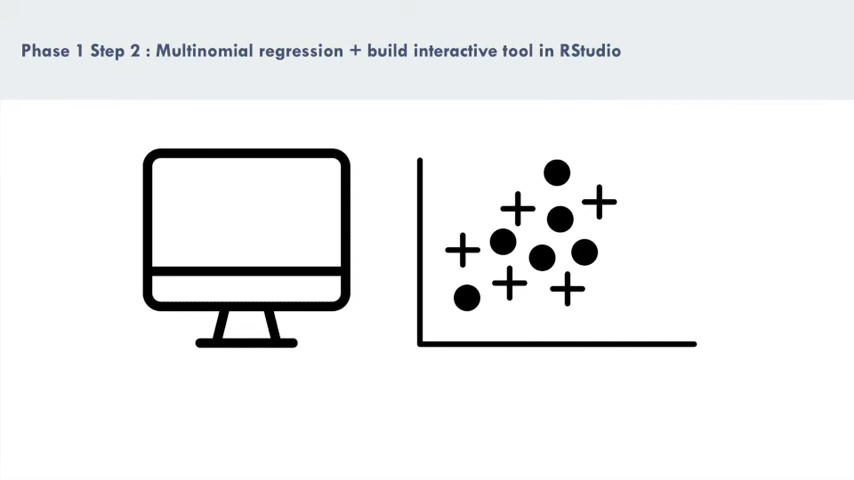 Phase 1 Step 2 : Multinomial regression + build interactive tool in RStudio